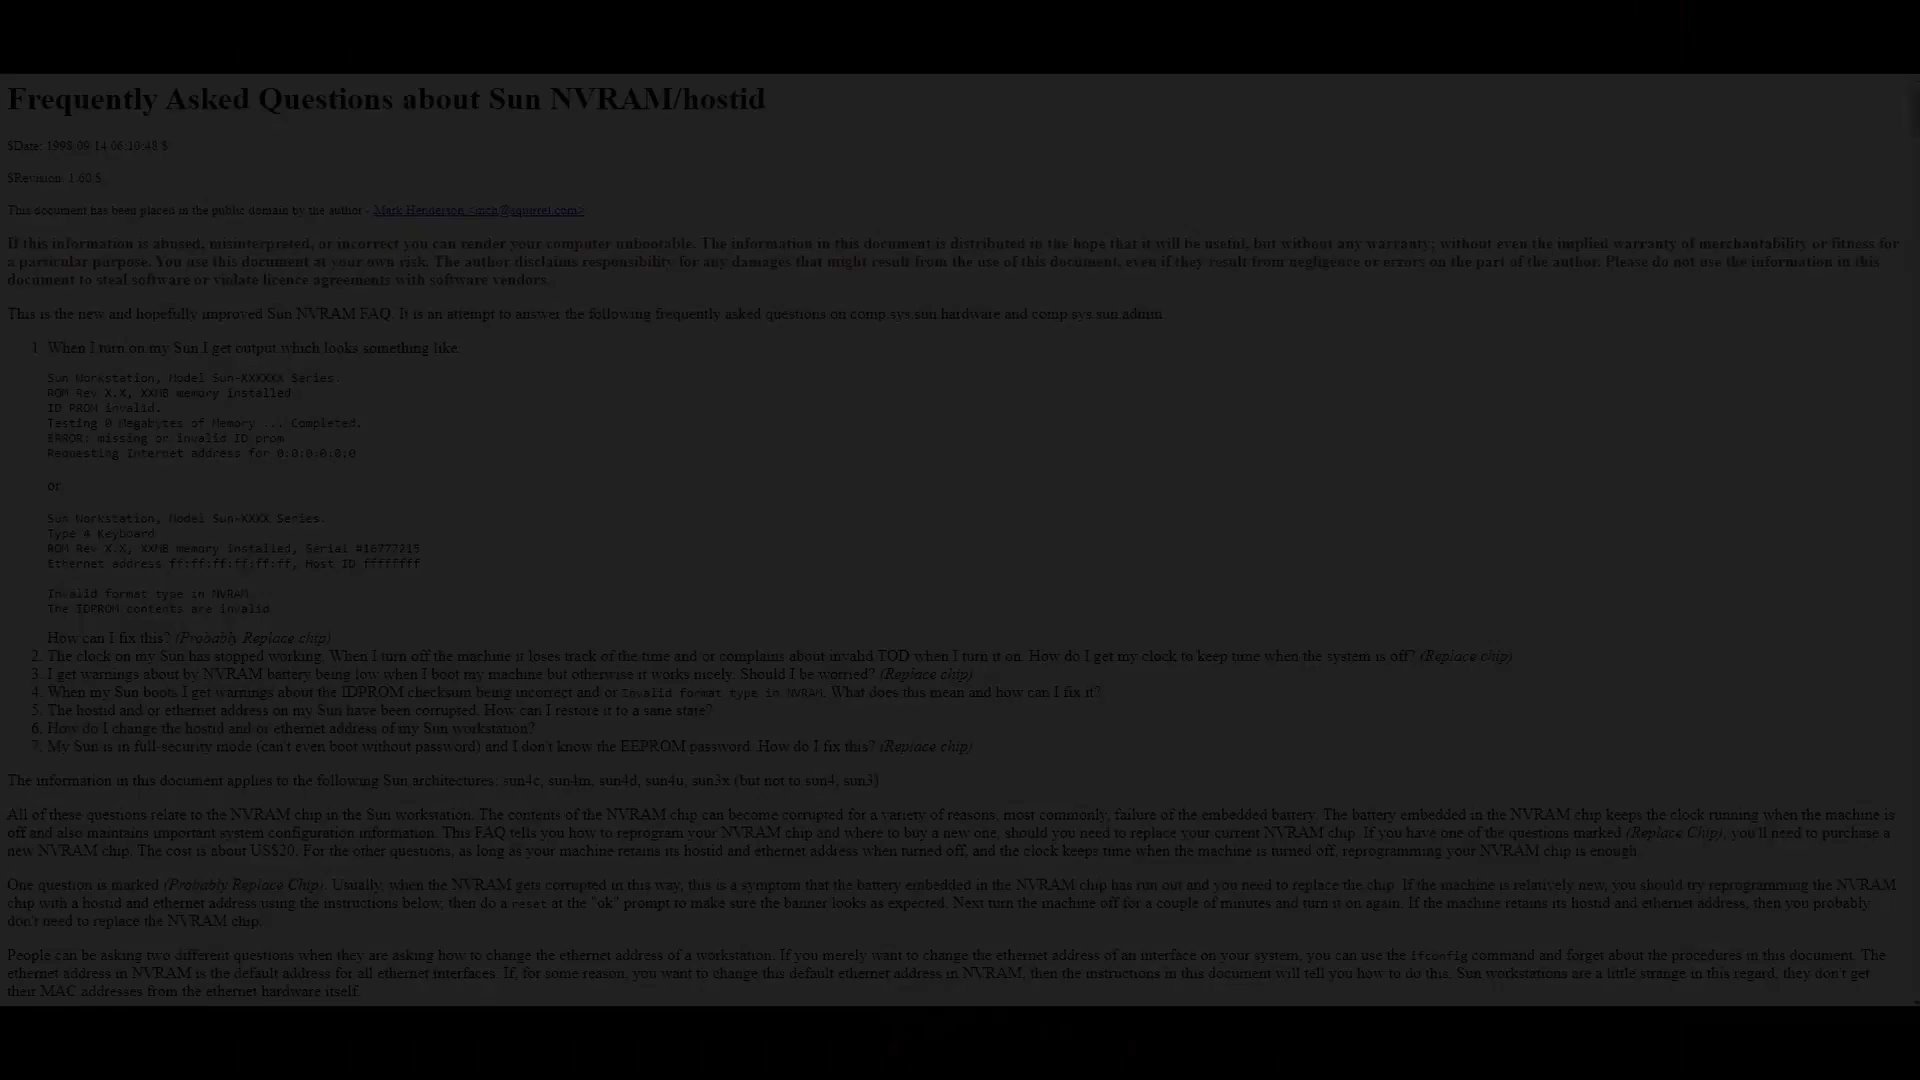 Frequently Asked Questions about Sun NVRAM/hostid
$Date: 1998/09/14 06:10:48 $
$Revision: 1.60 $
This document has been placed in the public domain by the author - Mark Henderson <mch@squirrel.com>
If this information is abused, misinterpreted, or incorrect you can render your computer unbootable. The information in this document is distributed in the hope that it will be useful, but without any warranty; without even the implied warranty of merchantability or fitness for
a particular purpose. You use this document at your own risk. The author disclaims responsibility for any damages that might result from the use of this document, even if they result from negligence or errors on the part of the author. Please do not use the information in this
document to steal software or violate licence agreements with software vendors.
This is the new and hopefully improved Sun NVRAM FAQ. It is an attempt to answer the following frequently asked questions on comp.sys.sun.hardware and comp.sys.sun.admin
1. When I turn on my Sun I get output which looks something like:
Sun Workstation, Model Sun-XXXXXX Series.
ROM Rev X.X, XXMB memory installed
ID PROM invalid.
Testing 0 Megabytes of Memory ... Completed.
ERROR: missing or invalid ID prom
Requesting Internet address for 0:0:0:0:0:0
or
Sun Workstation, Model Sun-XXXX Series.
Type 4 Keyboard
ROM Rev X.X, XXMB memory installed, Serial #16777215
Ethernet address ff:ff:ff:ff:ff:ff, Host ID ffffffff
Invalid format type in NVRAM
The IDPROM contents are invalid
How can I fix this? (Probably Replace chip)
2. The clock on my Sun has stopped working. When I turn off the machine it loses track of the time and/or complains about invalid TOD when I turn it on. How do I get my clock to keep time when the system is off? (Replace chip)
3. I get warnings about by NVRAM battery being low when I boot my machine but otherwise it works nicely. Should I be worried? (Replace chip)
4. When my Sun boots I get warnings about the IDPROM checksum being incorrect and/or Invalid format type in NVRAM. What does this mean and how can I fix it?
5. The hostid and/or ethernet address on my Sun have been corrupted. How can I restore it to a sane state?
6. How do I change the hostid and/or ethernet address of my Sun workstation?
7. My Sun is in full-security mode (can't even boot without password) and I don't know the EEPROM password. How do I fix this? (Replace chip)
The information in this document applies to the following Sun architectures: sun4c, sun4m, sun4d, sun4u, sun3x (but not to sun4, sun3)
All of these questions relate to the NVRAM chip in the Sun workstation. The contents of the NVRAM chip can become corrupted for a variety of reasons, most commonly, failure of the embedded battery. The battery embedded in the NVRAM chip keeps the clock running when the machine is
off and also maintains important system configuration information. This FAQ tells you how to reprogram your NVRAM chip and where to buy a new one, should you need to replace your current NVRAM chip. If you have one of the questions marked (Replace Chip), you'll need to purchase a
new NVRAM chip. The cost is about US$20. For the other questions, as long as your machine retains its hostid and ethernet address when turned off, and the clock keeps time when the machine is turned off, reprogramming your NVRAM chip is enough.
One question is marked (Probably Replace Chip). Usually, when the NVRAM gets corrupted in this way, this is a symptom that the battery embedded in the NVRAM chip has run out and you need to replace the chip. If the machine is relatively new, you should try reprogramming the NVRAM
chip with a hostid and ethernet address using the instructions below, then do a reset at the "ok" prompt to make sure the banner looks as expected. Next turn the machine off for a couple of minutes and turn it on again. If the machine retains its hostid and ethernet address, then you probably
don't need to replace the NVRAM chip.
People can be asking two different questions when they are asking how to change the ethernet address of a workstation. If you merely want to change the ethernet address of an interface on your system, you can use the ifconfig command and forget about the procedures in this document. The
ethernet address in NVRAM is the default address for all ethernet interfaces. If, for some reason, you want to change this default ethernet address in NVRAM, then the instructions in this document will tell you how to do this. Sun workstations are a little strange in this regard, they don't get
their MAC addresses from the ethernet hardware itself.